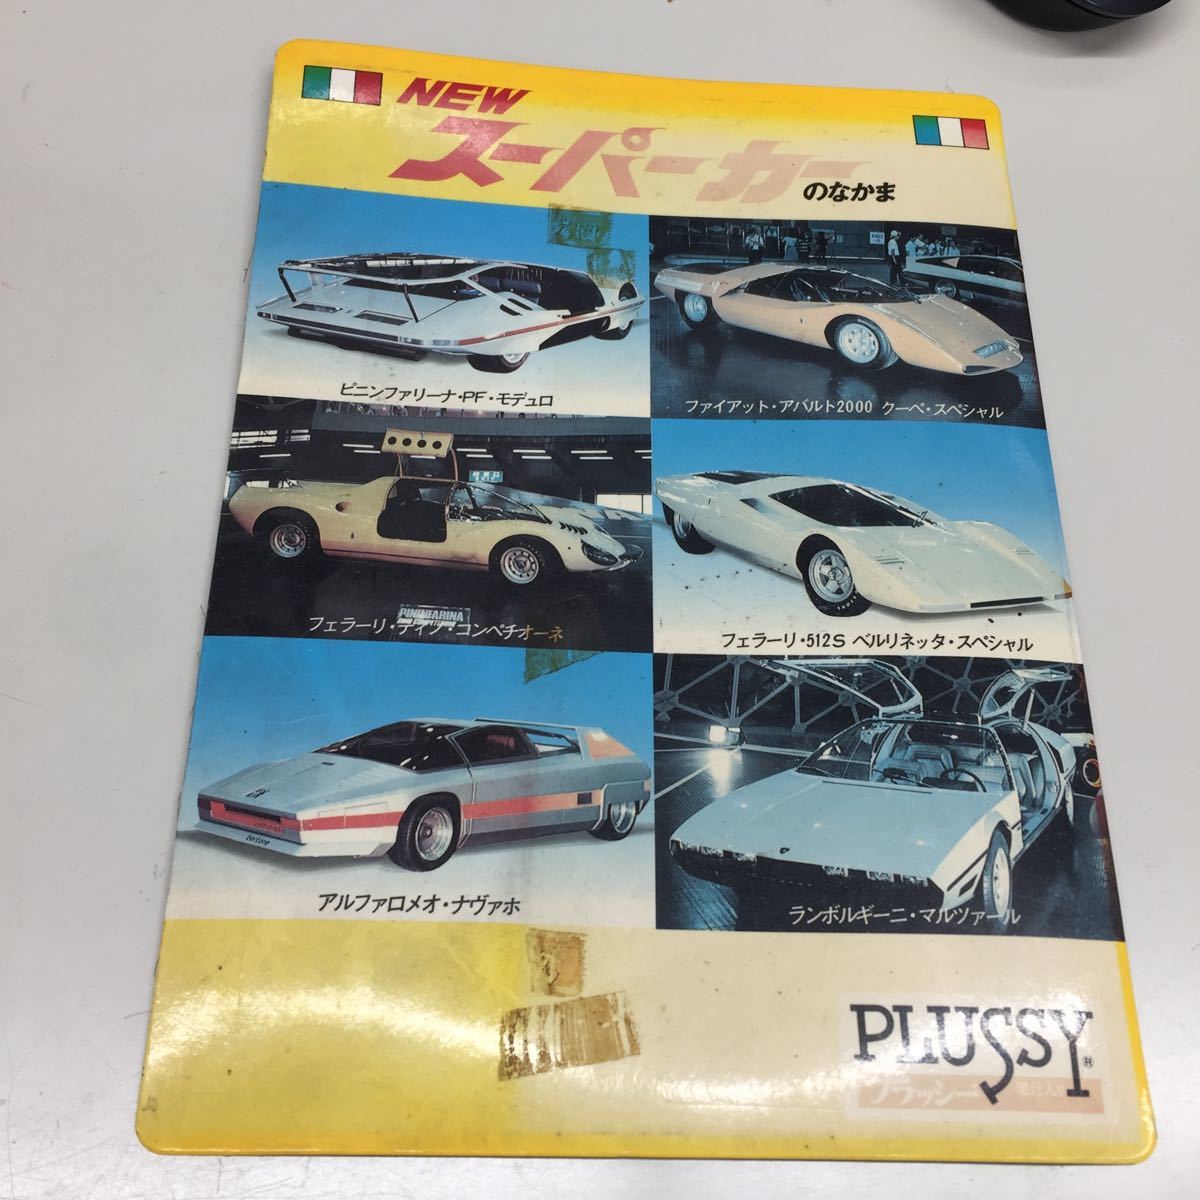 NEW
スーパーカー
のなかま
ピニンファリーナ・PF・モデュロ
ファイアット・アバルト2000 クーペ・スペシャル
PININFARINA
フェラーリ・ディノ・コンペチオーネ
フェラーリ・512S ベルリネッタ・スペシャル
アルファロメオ・ナヴァホ
ランボルギーニ・マルツァール
PLUSSY®
プラッシー